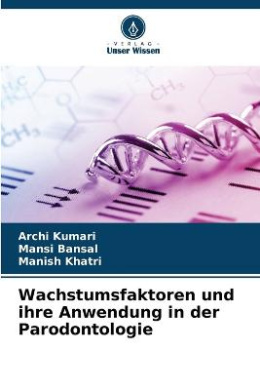 VERLAG
Unser Wissen
Archi Kumari
Mansi Bansal
Manish Khatri
Wachstumsfaktoren und
ihre Anwendung in der
Parodontologie